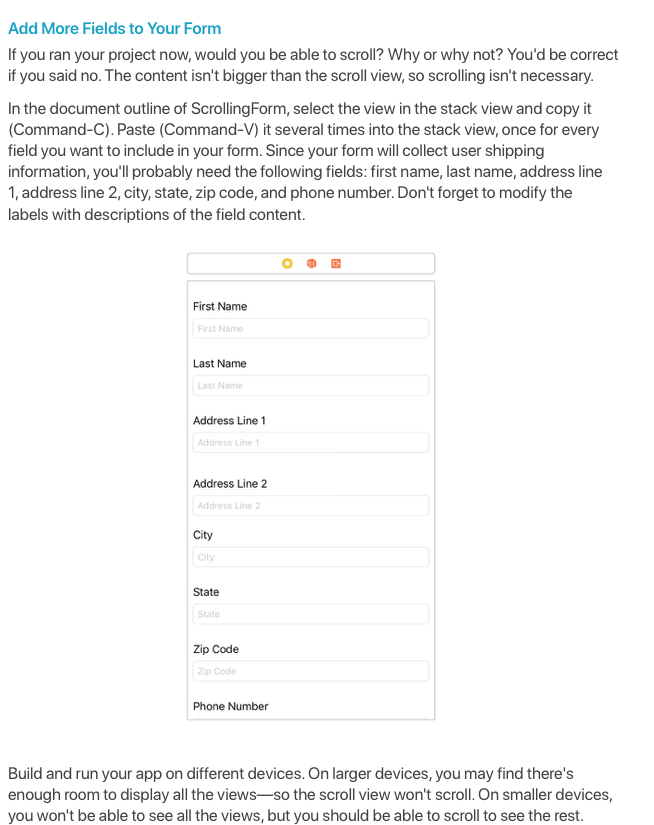 Add More Fields to Your Form
If you ran your project now, would you be able to scroll? Why or why not? You'd be correct
if you said no. The content isn't bigger than the scroll view, so scrolling isn't necessary.
In the document outline of ScrollingForm, select the view in the stack view and copy it
(Command-C). Paste (Command-V) it several times into the stack view, once for every
field you want to include in your form. Since your form will collect user shipping
information, you'll probably need the following fields: first name, last name, address line
1, address line 2, city, state, zip code, and phone number. Don't forget to modify the
labels with descriptions of the field content.
First Name
First Name
Last Name
Last Name
Address Line 1
Address Line 1
Address Line 2
Address Line 2
City
City
State
State
Zip Code
Zip Code
Phone Number
Build and run your app on different devices. On larger devices, you may find there's
enough room to display all the views—so the scroll view won't scroll. On smaller devices,
you won't be able to see all the views, but you should be able to scroll to see the rest.